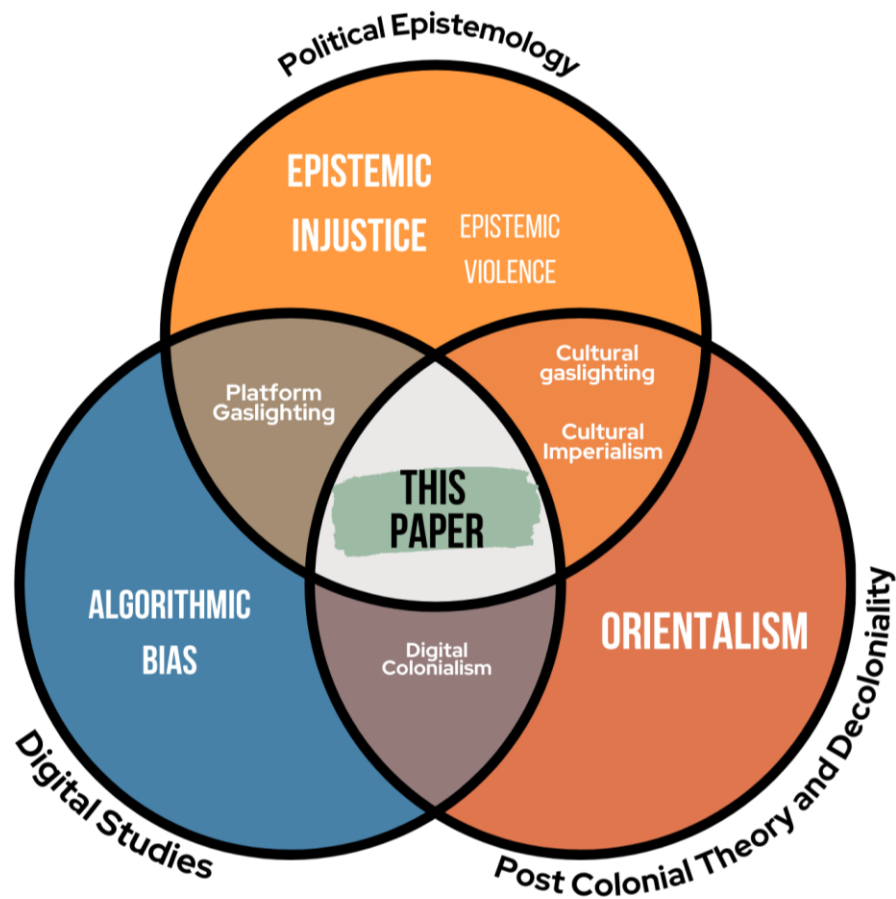 Political Epistemology
EPISTEMIC
INJUSTICE
EPISTEMIC
VIOLENCE
Platform
Gaslighting
Cultural
gaslighting
Cultural
Imperialism
THIS
PAPER
ALGORITHMIC
BIAS
Digital
Colonialism
ORIENTALISM
Digital Studies
Post Colonial Theory and Decoloniality